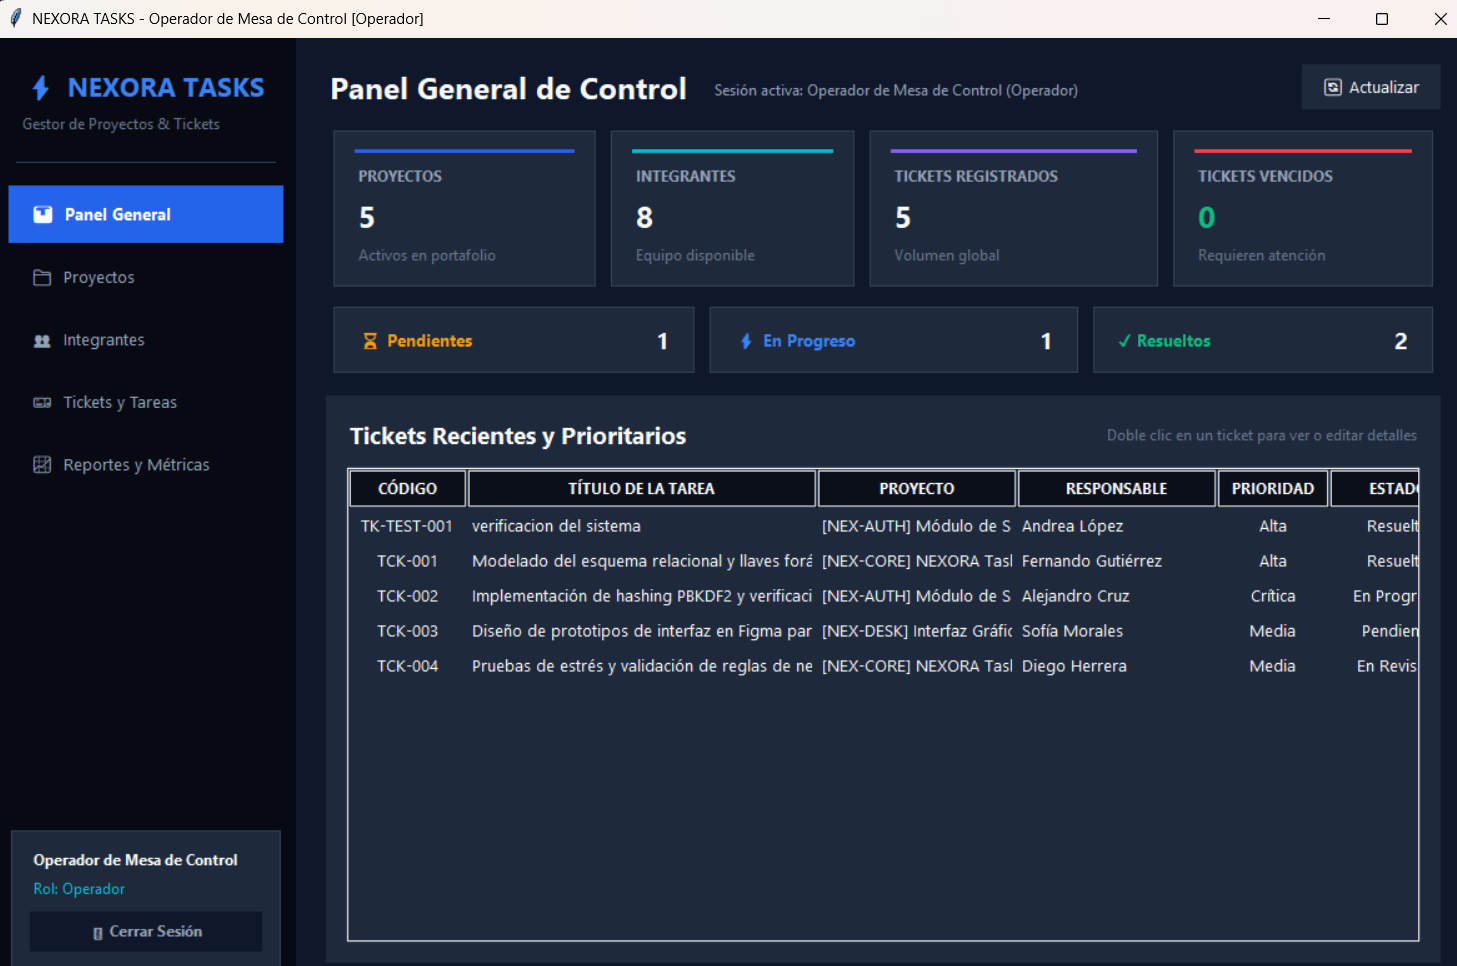 NEXORA TASKS - Operador de Mesa de Control [Operador]
NEXORA TASKS
Gestor de Proyectos & Tickets
Panel General
Proyectos
Integrantes
Tickets y Tareas
Reportes y Métricas
Operador de Mesa de Control
Rol: Operador
Cerrar Sesión
Panel General de Control
Sesión activa: Operador de Mesa de Control (Operador)
Actualizar
PROYECTOS
5
Activos en portafolio
INTEGRANTES
8
Equipo disponible
TICKETS REGISTRADOS
5
Volumen global
TICKETS VENCIDOS
0
Requieren atención
Pendientes 1
En Progreso 1
✓ Resueltos 2
Tickets Recientes y Prioritarios
Doble clic en un ticket para ver o editar detalles
CÓDIGO TÍTULO DE LA TAREA PROYECTO RESPONSABLE PRIORIDAD ESTADO
TK-TEST-001 verificacion del sistema [NEX-AUTH] Módulo de S Andrea López Alta Resuelt
TCK-001 Modelado del esquema relacional y llaves forá [NEX-CORE] NEXORA Tasl Fernando Gutiérrez Alta Resuelt
TCK-002 Implementación de hashing PBKDF2 y verificaci [NEX-AUTH] Módulo de S Alejandro Cruz Crítica En Progr
TCK-003 Diseño de prototipos de interfaz en Figma par [NEX-DESK] Interfaz Gráfic Sofía Morales Media Pendien
TCK-004 Pruebas de estrés y validación de reglas de ne [NEX-CORE] NEXORA Tasl Diego Herrera Media En Revis